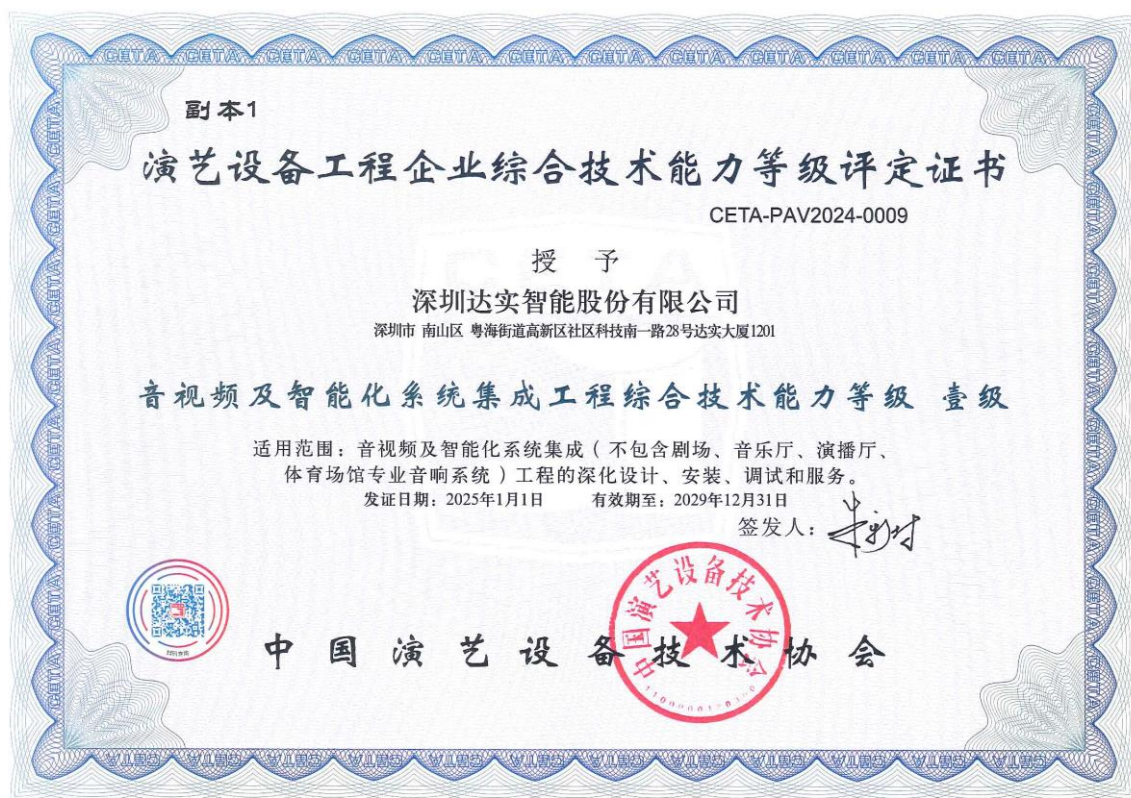 副本1
演艺设备工程企业综合技术能力等级评定证书
CETA-PAV2024-0009
授 予
深圳达实智能股份有限公司
深圳市 南山区 粤海街道高新区社区科技南一路28号达实大厦1201
音视频及智能化系统集成工程综合技术能力等级 壹级
适用范围：音视频及智能化系统集成（不包含剧场、音乐厅、演播厅、
体育场馆专业音响系统）工程的深化设计、安装、调试和服务。
发证日期：2025年1月1日 有效期至：2029年12月31日
签发人：
中国演艺设备技术协会
中国演艺设备技术协会